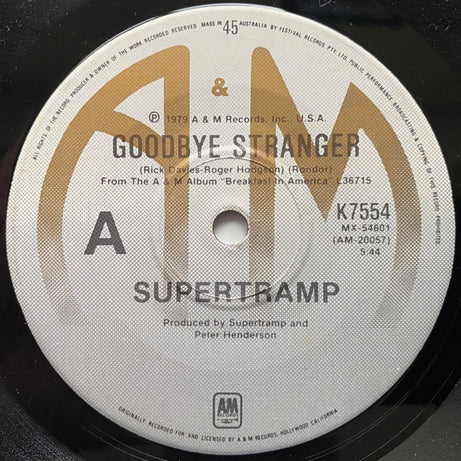 ALL RIGHTS OF THE RECORD PRODUCER & OWNER OF THE WORK RECORDED RESERVED. MADE IN AUSTRALIA BY FESTIVAL RECORDS PTY. LTD. PUBLIC PERFORMANCE BROADCASTING & COPYING OF THIS RECORD PROHIBITED
45
A & M
℗ 1979 A & M Records, Inc., U.S.A.
GOODBYE STRANGER
(Rick Davies-Roger Hodgson) (Rondor)
From The A & M Album "Breakfast In America" L36715
A
K7554
MX-54601
(AM-20057)
5:44
SUPERTRAMP
Produced by Supertramp and
Peter Henderson
AM
RECORDS
ORIGINALLY RECORDED FOR AND LICENSED BY A & M RECORDS, HOLLYWOOD CALIFORNIA